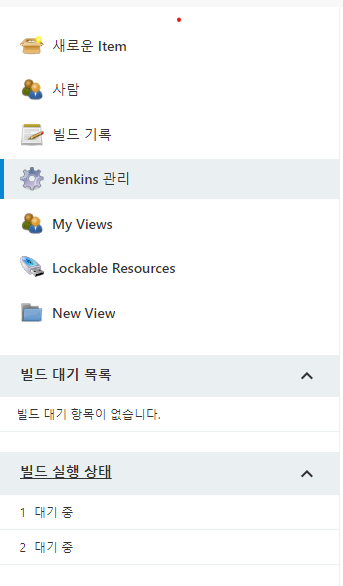 새로운 Item
사람
빌드 기록
Jenkins 관리
My Views
Lockable Resources
New View
빌드 대기 목록
빌드 대기 항목이 없습니다.
빌드 실행 상태
1 대기 중
2 대기 중